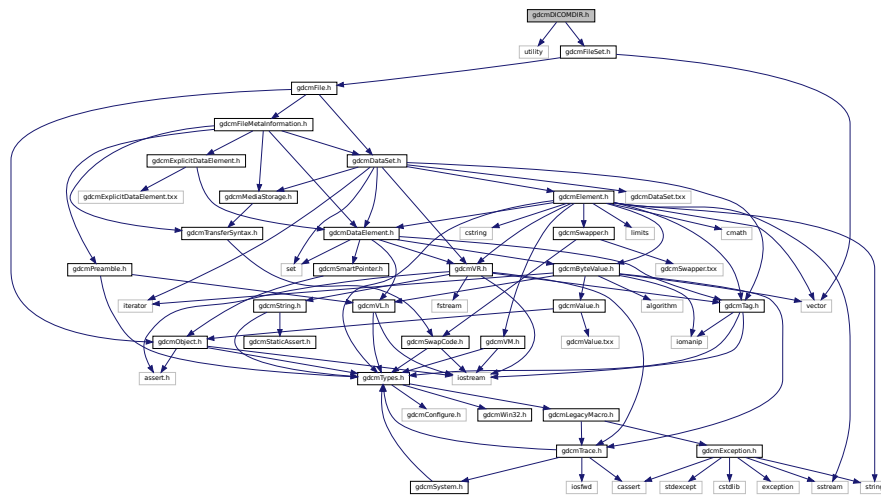 gdcmDICOMDIR.h
utility
gdcmFileSet.h
gdcmFile.h
gdcmFileMetaInformation.h
gdcmExplicitDataElement.h
gdcmDataSet.h
gdcmExplicitDataElement.txx
gdcmMediaStorage.h
gdcmElement.h
gdcmDataSet.txx
gdcmTransferSyntax.h
gdcmDataElement.h
cstring
gdcmSwapper.h
limits
cmath
gdcmPreamble.h
set
gdcmSmartPointer.h
gdcmVR.h
gdcmByteValue.h
gdcmSwapper.txx
iterator
gdcmString.h
gdcmVL.h
fstream
gdcmValue.h
algorithm
gdcmTag.h
vector
gdcmObject.h
gdcmStaticAssert.h
gdcmSwapCode.h
gdcmVM.h
gdcmValue.txx
iomanip
assert.h
gdcmTypes.h
iostream
gdcmConfigure.h
gdcmWin32.h
gdcmLegacyMacro.h
gdcmTrace.h
gdcmException.h
gdcmSystem.h
iosfwd
cassert
stdexcept
cstdlib
exception
sstream
string